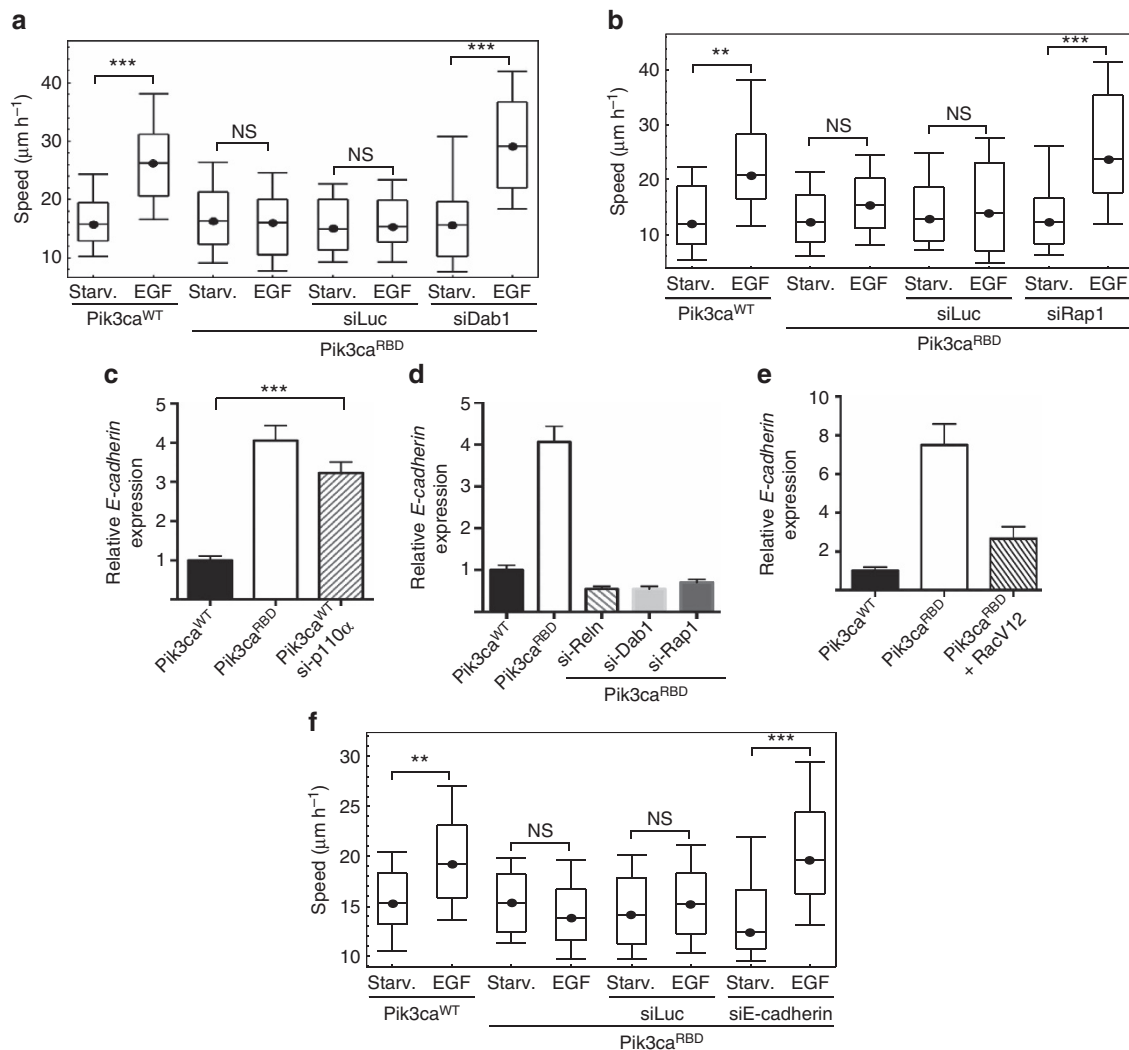 a
Speed (μm h⁻¹)
40
30
20
10
***
NS
NS
***
Starv. EGF Starv. EGF Starv. EGF Starv. EGF
Pik3caᵂᵀ
siLuc
siDab1
Pik3caᴿᴮᴰ
b
Speed (μm h⁻¹)
40
30
20
10
**
NS
NS
***
Starv. EGF Starv. EGF Starv. EGF Starv. EGF
Pik3caᵂᵀ
siLuc
siRap1
Pik3caᴿᴮᴰ
c
Relative E-cadherin
expression
5
4
3
2
1
***
Pik3caᵂᵀ
Pik3caᴿᴮᴰ
Pik3caᵂᵀ
si-p110α
d
Relative E-cadherin
expression
5
4
3
2
1
Pik3caᵂᵀ
Pik3caᴿᴮᴰ
si-Reln
si-Dab1
si-Rap1
Pik3caᴿᴮᴰ
e
Relative E-cadherin
expression
10
8
6
4
2
Pik3caᵂᵀ
Pik3caᴿᴮᴰ
Pik3caᴿᴮᴰ
+ RacV12
f
Speed (μm h⁻¹)
30
25
20
15
10
**
NS
NS
***
Starv. EGF Starv. EGF Starv. EGF Starv. EGF
Pik3caᵂᵀ
siLuc
siE-cadherin
Pik3caᴿᴮᴰ